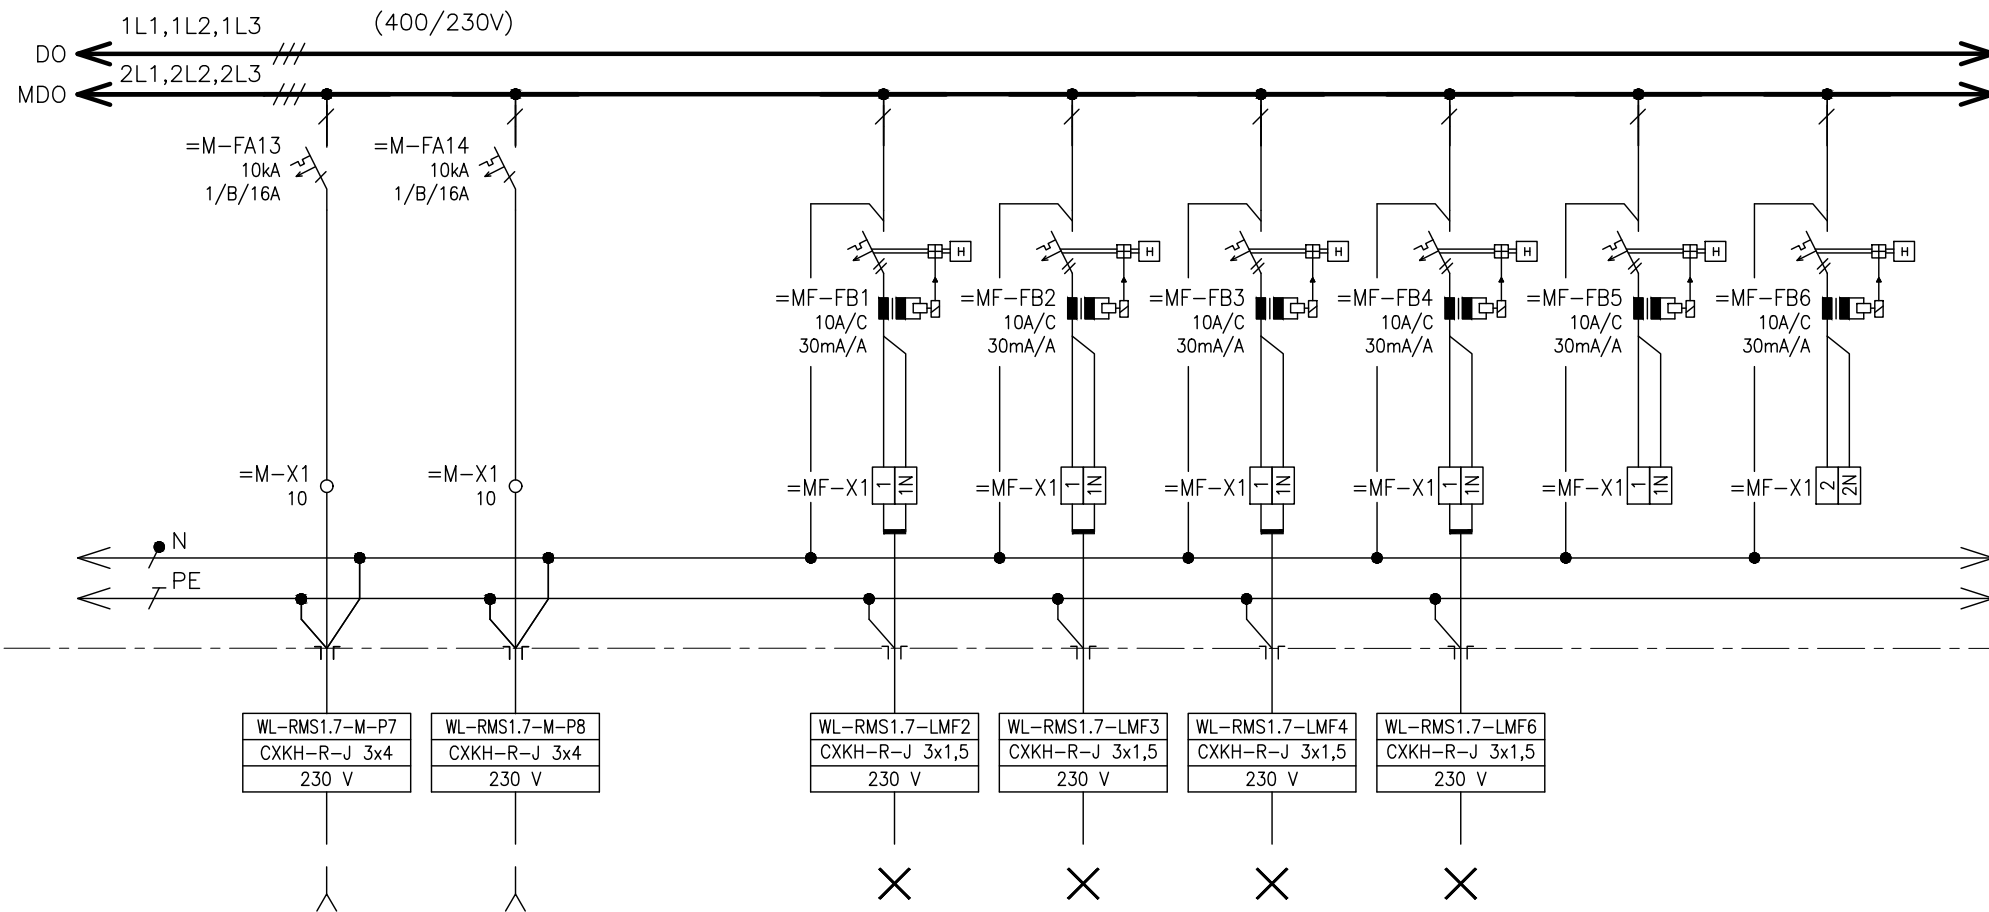 1L1,1L2,1L3 (400/230V)
DO
2L1,2L2,2L3
MDO
=M-FA13
10kA
1/B/16A
=M-FA14
10kA
1/B/16A
H
H
H
H
H
H
=MF-FB1
10A/C
30mA/A
=MF-FB2
10A/C
30mA/A
=MF-FB3
10A/C
30mA/A
=MF-FB4
10A/C
30mA/A
=MF-FB5
10A/C
30mA/A
=MF-FB6
10A/C
30mA/A
=M-X1
10
=M-X1
10
=MF-X1 1 1N
=MF-X1 1 1N
=MF-X1 1 1N
=MF-X1 1 1N
=MF-X1 1 1N
=MF-X1 2 2N
N
PE
WL-RMS1.7-M-P7
CXKH-R-J 3x4
230 V
WL-RMS1.7-M-P8
CXKH-R-J 3x4
230 V
WL-RMS1.7-LMF2
CXKH-R-J 3x1,5
230 V
WL-RMS1.7-LMF3
CXKH-R-J 3x1,5
230 V
WL-RMS1.7-LMF4
CXKH-R-J 3x1,5
230 V
WL-RMS1.7-LMF6
CXKH-R-J 3x1,5
230 V